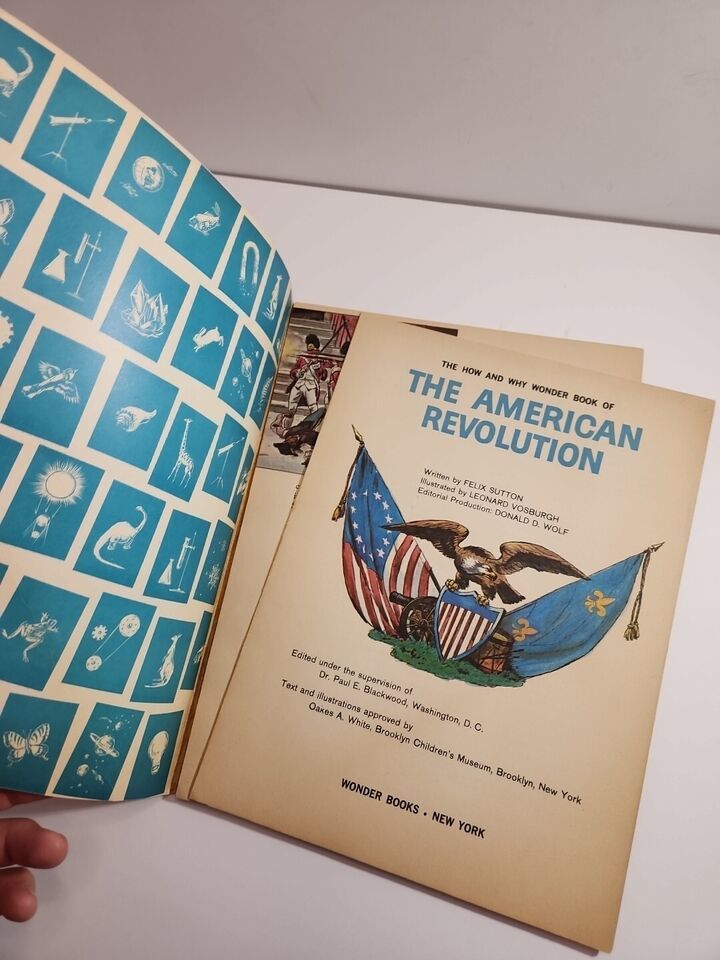 THE HOW AND WHY WONDER BOOK OF
THE AMERICAN
REVOLUTION
Written by FELIX SUTTON
Illustrated by LEONARD VOSBURGH
Editorial Production: DONALD D. WOLF
Edited under the supervision of
Dr. Paul E. Blackwood, Washington, D. C.
Text and illustrations approved by
Oakes A. White, Brooklyn Children's Museum, Brooklyn, New York
WONDER BOOKS • NEW YORK